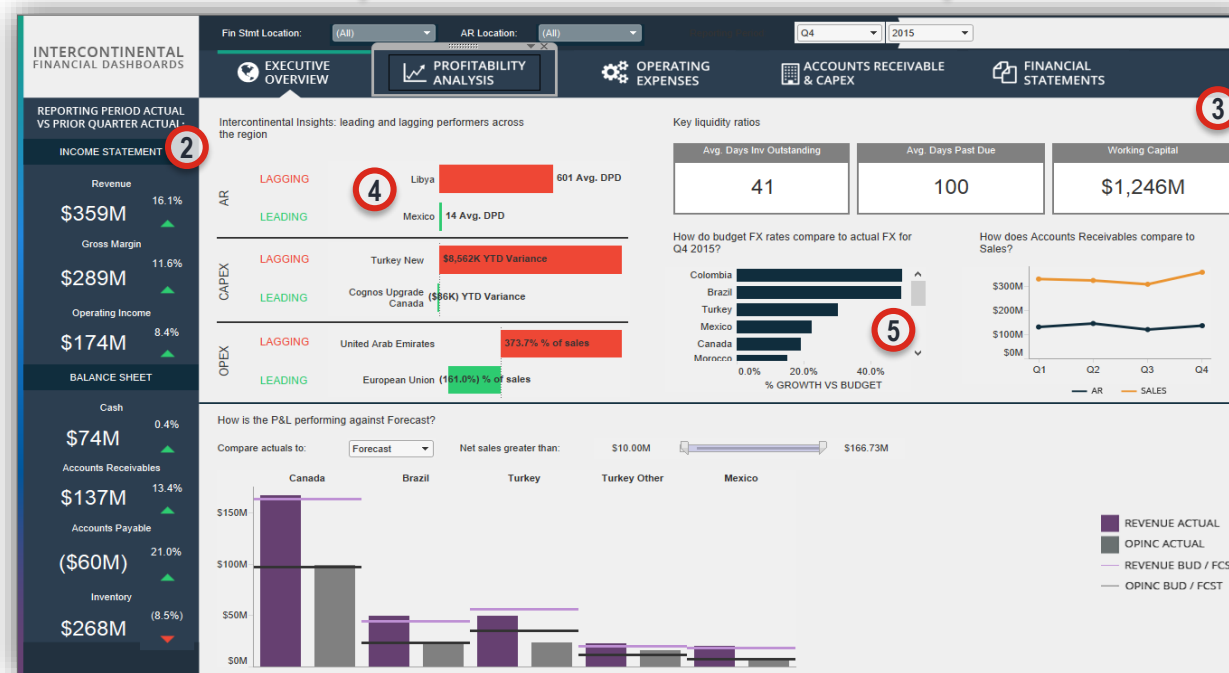 Fin Stmt Location:
(All)
AR Location:
(All)
Q4
2015
INTERCONTINENTAL
FINANCIAL DASHBOARDS
EXECUTIVE
OVERVIEW
PROFITABILITY
ANALYSIS
OPERATING
EXPENSES
ACCOUNTS RECEIVABLE
& CAPEX
FINANCIAL
STATEMENTS
REPORTING PERIOD ACTUAL
VS PRIOR QUARTER ACTUAL:
INCOME STATEMENT
2
Revenue
$359M
16.1%
Gross Margin
$289M
11.6%
Operating Income
$174M
8.4%
BALANCE SHEET
Cash
$74M
0.4%
Accounts Receivables
$137M
13.4%
Accounts Payable
($60M)
21.0%
Inventory
$268M
(8.5%)
Intercontinental Insights: leading and lagging performers across
the region
AR
LAGGING
4
Libya
601 Avg. DPD
LEADING
Mexico
14 Avg. DPD
CAPEX
LAGGING
Turkey New
$8,562K YTD Variance
LEADING
Cognos Upgrade
Canada
($86K) YTD Variance
OPEX
LAGGING
United Arab Emirates
373.7% % of sales
LEADING
European Union
(161.0%) % of sales
3
Key liquidity ratios
Avg. Days Inv Outstanding
41
Avg. Days Past Due
100
Working Capital
$1,246M
How do budget FX rates compare to actual FX for
Q4 2015?
Colombia
Brazil
Turkey
Mexico
Canada
Morocco
5
0.0% 20.0% 40.0%
% GROWTH VS BUDGET
How does Accounts Receivables compare to
Sales?
$300M
$200M
$100M
$0M
Q1 Q2 Q3 Q4
AR SALES
How is the P&L performing against Forecast?
Compare actuals to:
Forecast
Net sales greater than:
$10.00M
$166.73M
Canada Brazil Turkey Turkey Other Mexico
$150M
$100M
$50M
$0M
REVENUE ACTUAL
OPINC ACTUAL
REVENUE BUD / FCS
OPINC BUD / FCST